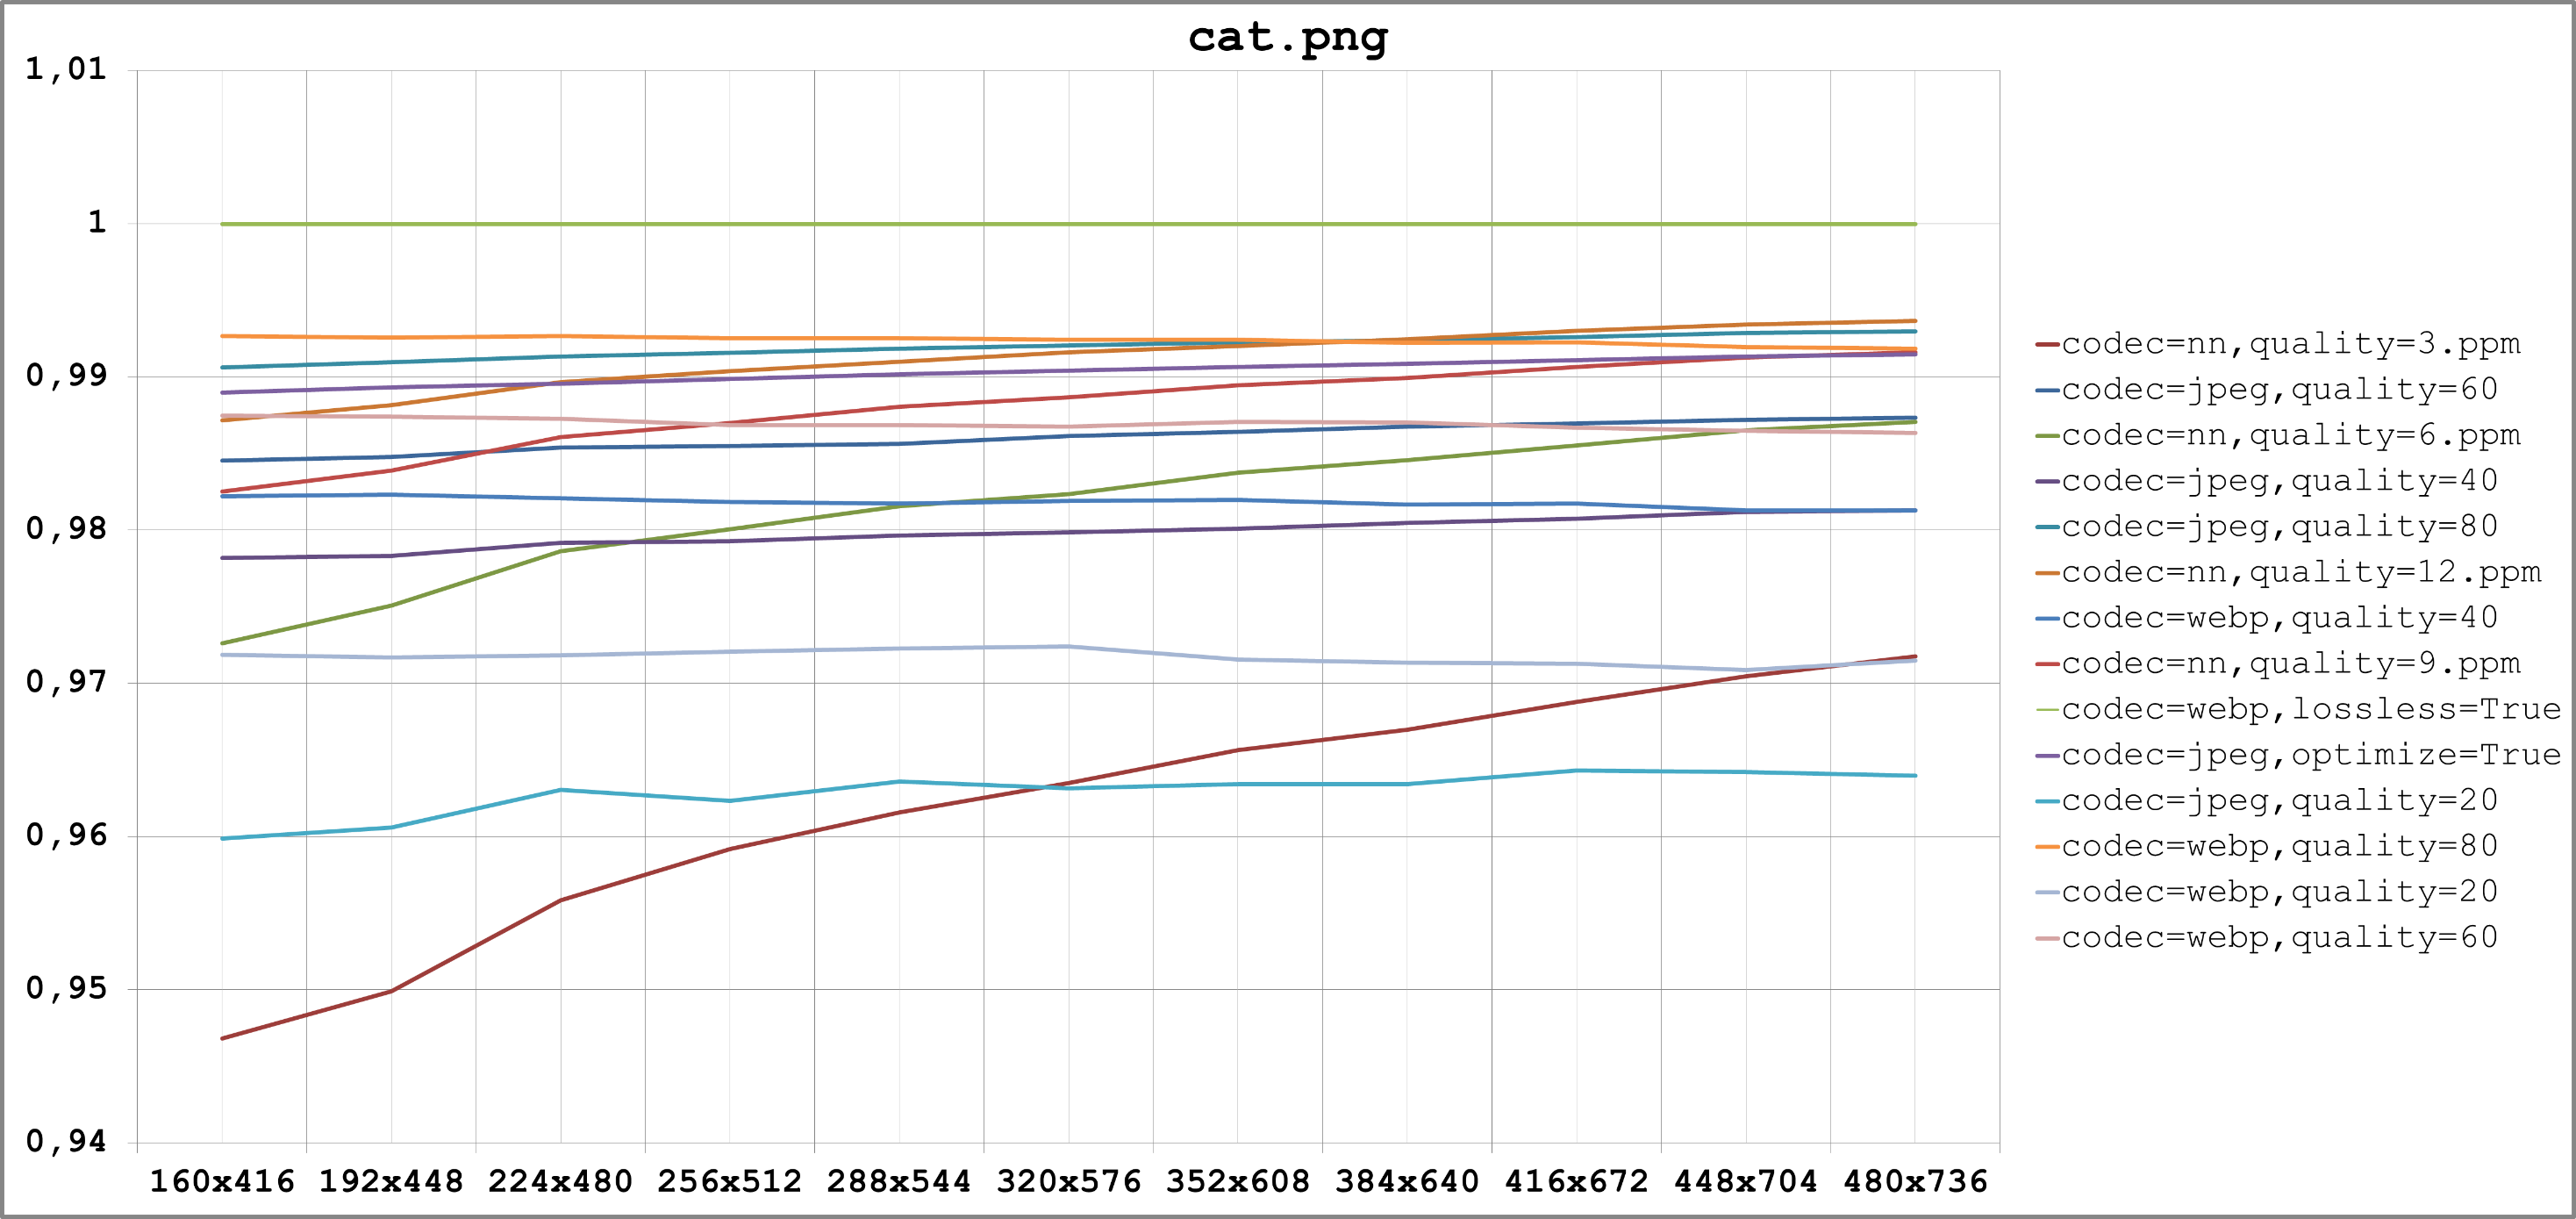 cat.png
1,01
1
0,99
0,98
0,97
0,96
0,95
0,94
160x416 192x448 224x480 256x512 288x544 320x576 352x608 384x640 416x672 448x704 480x736
codec=nn,quality=3.ppm
codec=jpeg,quality=60
codec=nn,quality=6.ppm
codec=jpeg,quality=40
codec=jpeg,quality=80
codec=nn,quality=12.ppm
codec=webp,quality=40
codec=nn,quality=9.ppm
codec=webp,lossless=True
codec=jpeg,optimize=True
codec=jpeg,quality=20
codec=webp,quality=80
codec=webp,quality=20
codec=webp,quality=60